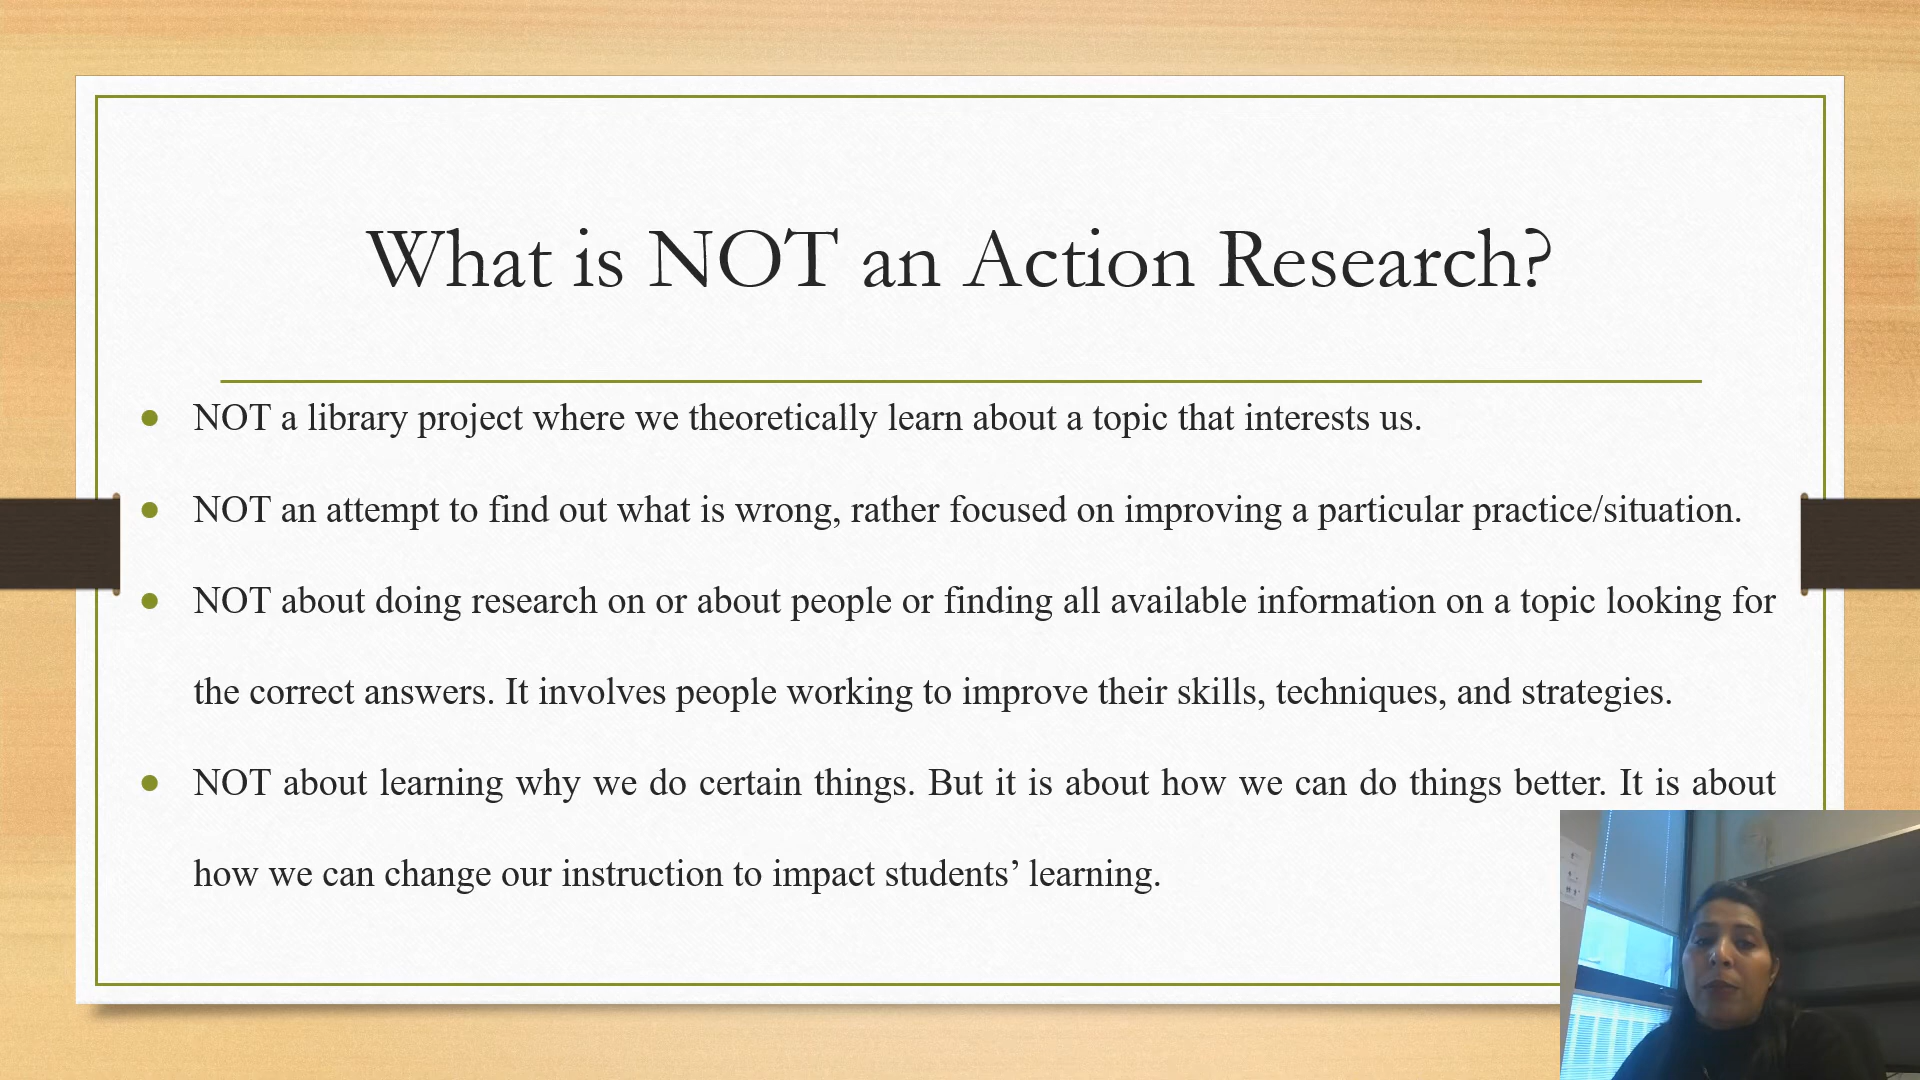 What is NOT an Action Research?
NOT a library project where we theoretically learn about a topic that interests us.
NOT an attempt to find out what is wrong, rather focused on improving a particular practice/situation.
NOT about doing research on or about people or finding all available information on a topic looking for
the correct answers. It involves people working to improve their skills, techniques, and strategies.
NOT about learning why we do certain things. But it is about how we can do things better. It is about
how we can change our instruction to impact students’ learning.